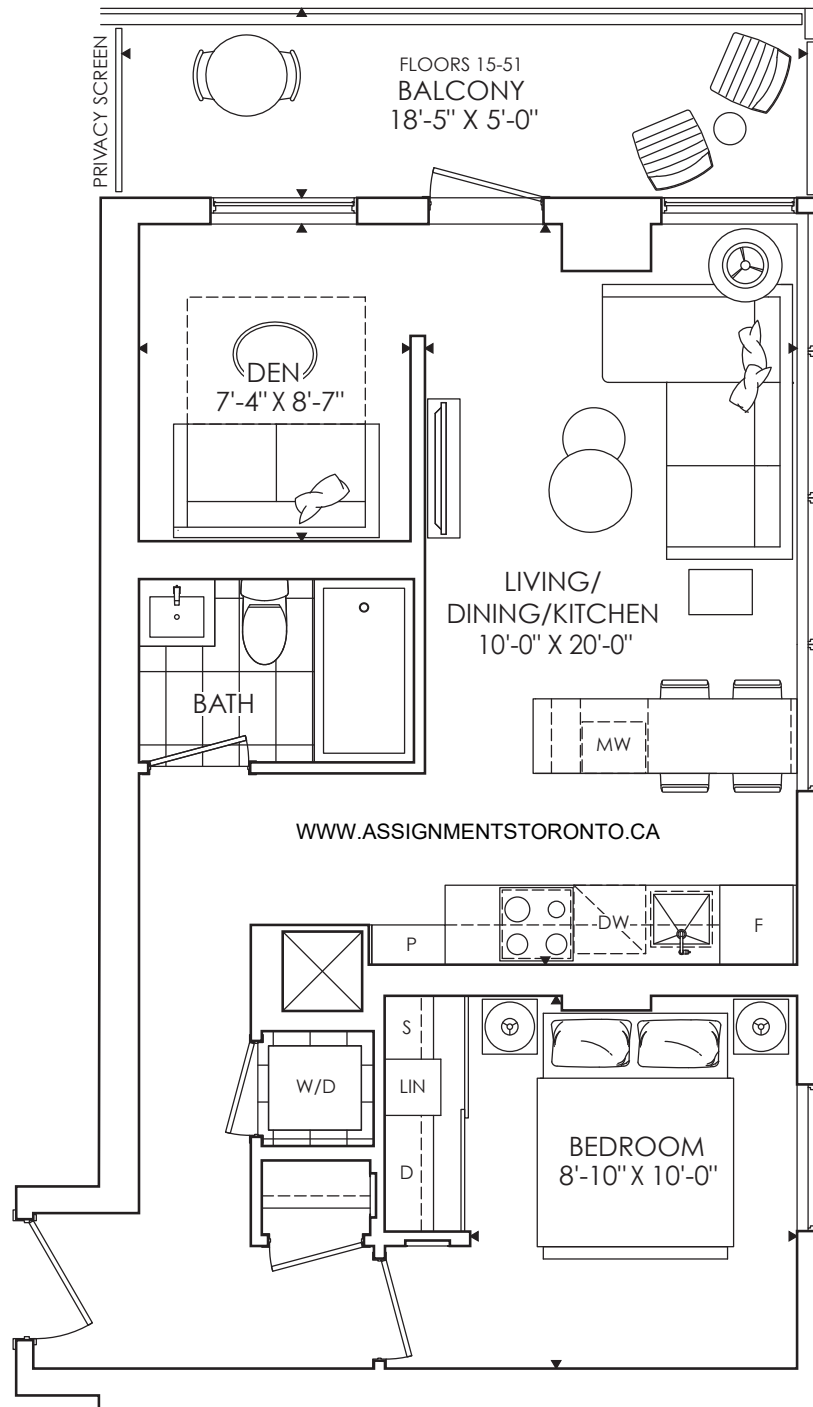 PRIVACY SCREEN
FLOORS 15-51
BALCONY
18'-5" X 5'-0"
DEN
7'-4" X 8'-7"
LIVING/
DINING/KITCHEN
10'-0" X 20'-0"
BATH
MW
WWW.ASSIGNMENTSTORONTO.CA
P
DW
F
S
W/D
LIN
D
BEDROOM
8'-10" X 10'-0"